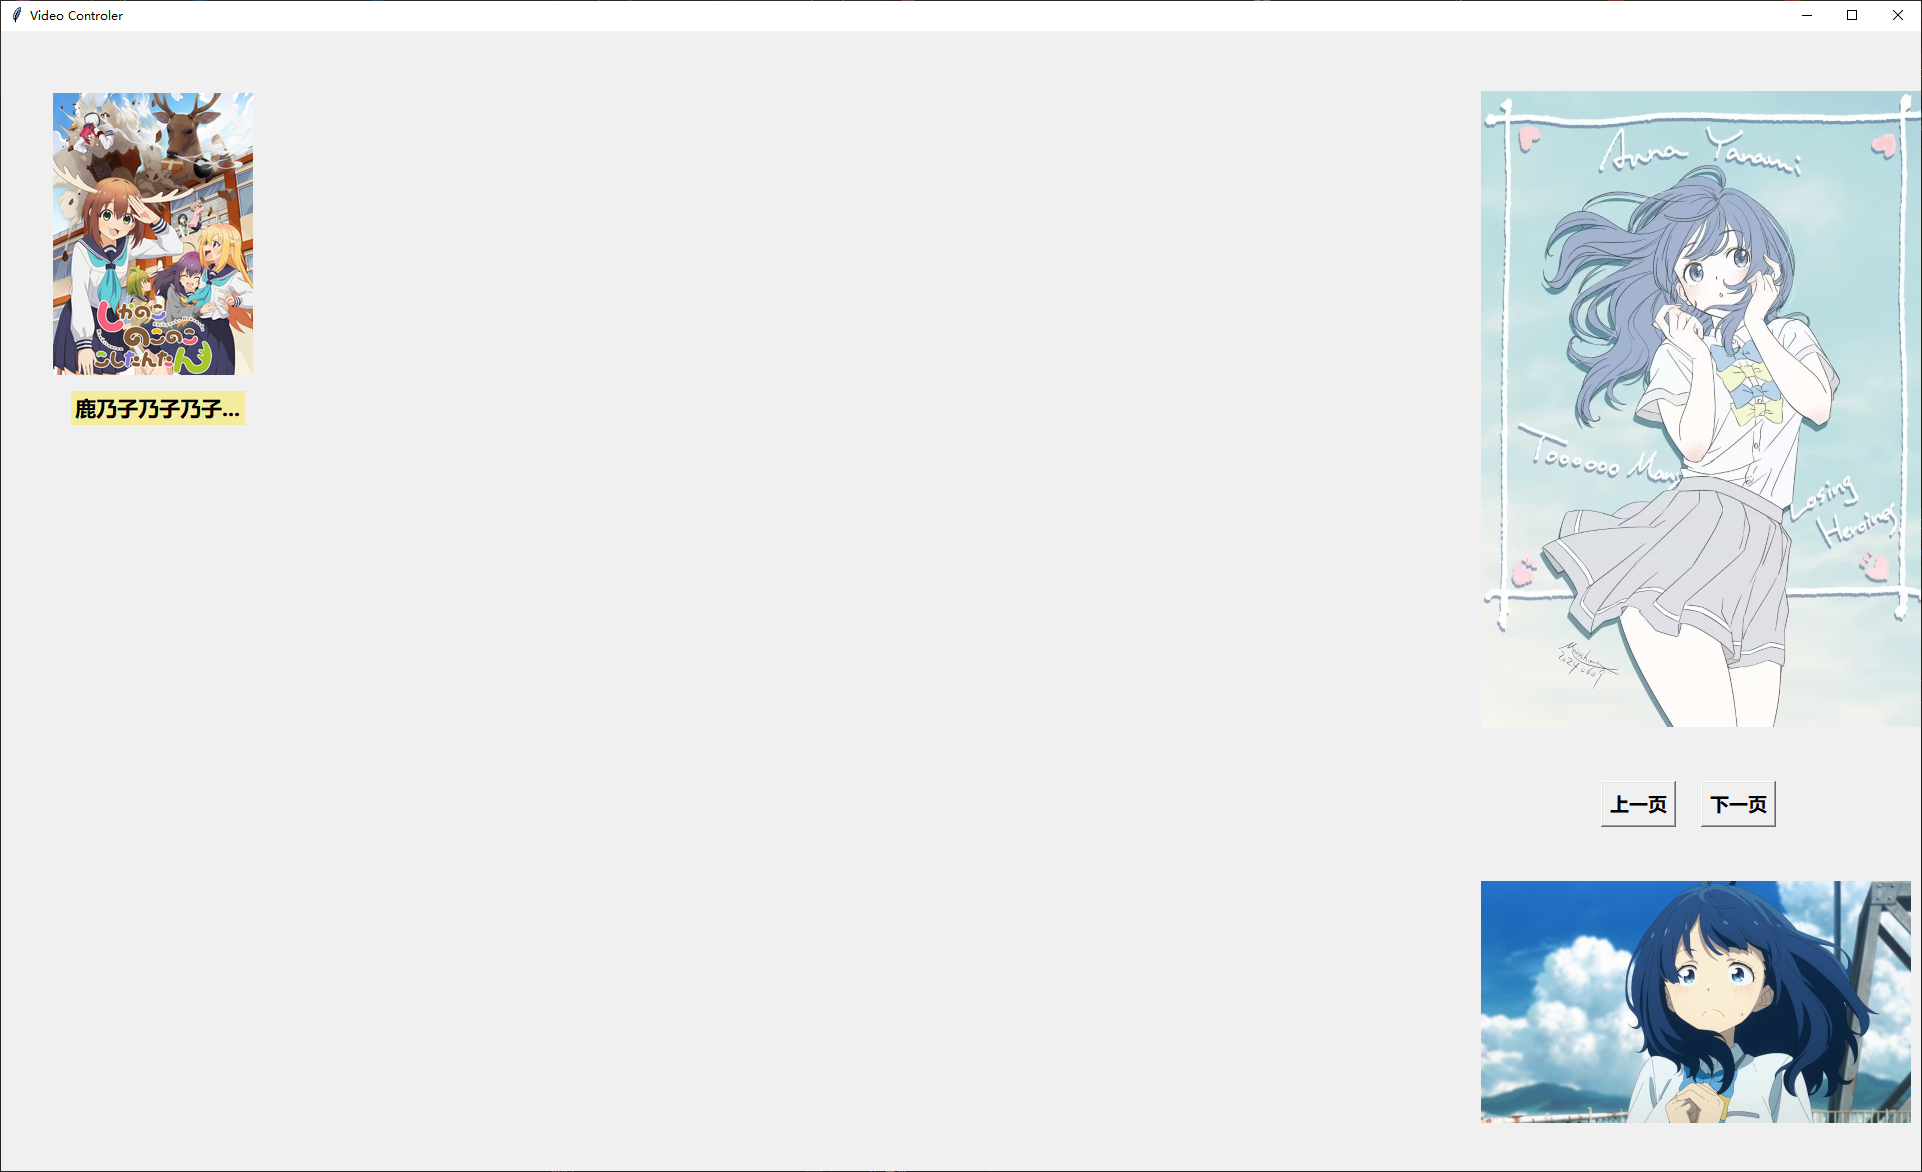 Video Controler
しかのこ
のこのこ
こしたんたん
鹿乃子乃子乃子...
Anna Yanami
Toooooo Many
Losing
Heroines
上一页
下一页